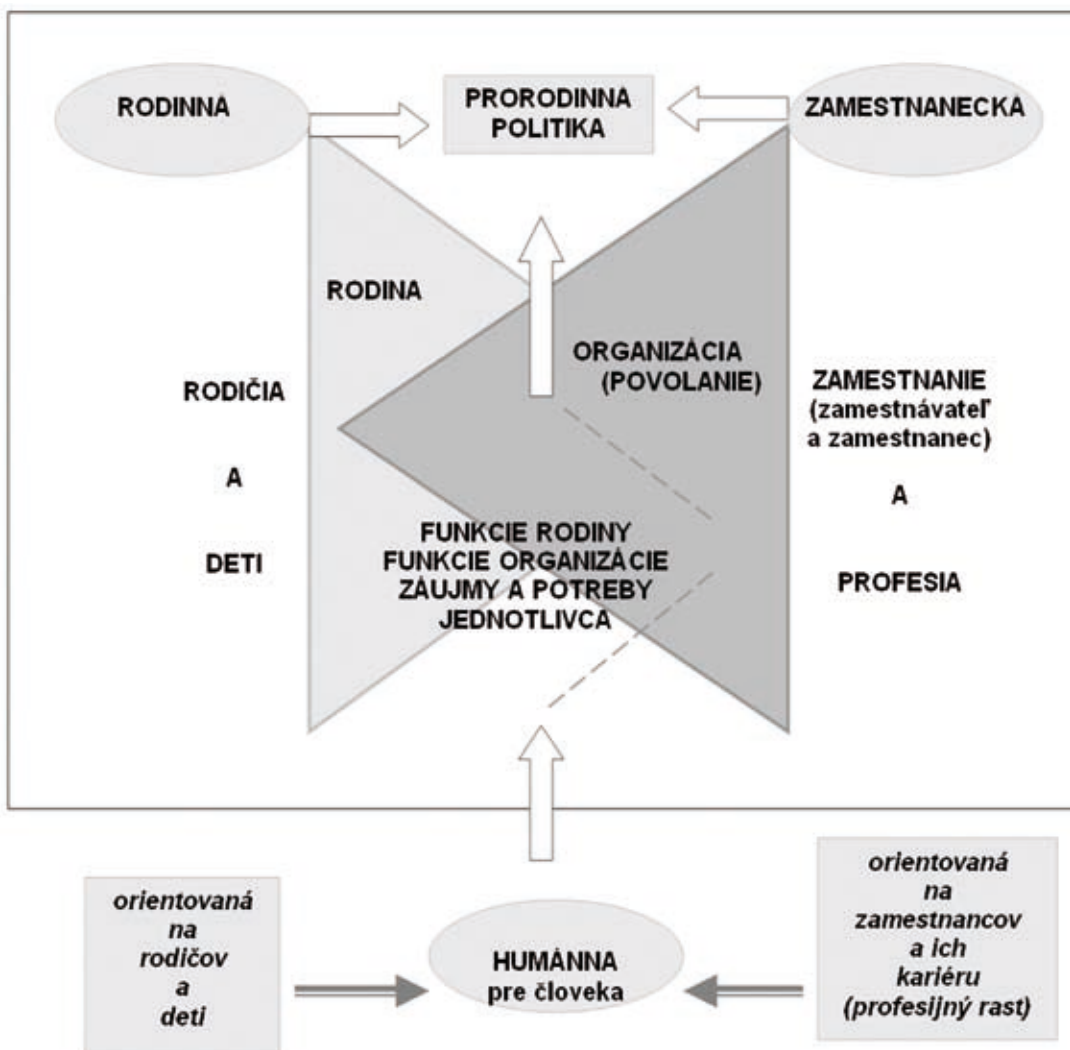 RODINNÁ
PRORODINNA
POLITIKA
ZAMESTNANECKÁ
RODINA
ORGANIZÁCIA
(POVOLANIE)
RODIČIA
A
DETI
ZAMESTNANIE
(zamestnávateľ
a zamestnanec)
A
PROFESIA
FUNKCIE RODINY
FUNKCIE ORGANIZÁCIE
ZÁUJMY A POTREBY
JEDNOTLIVCA
orientovaná
na
rodičov
a
deti
HUMÁNNA
pre človeka
orientovaná
na
zamestnancov
a ich
kariéru
(profesijný rast)